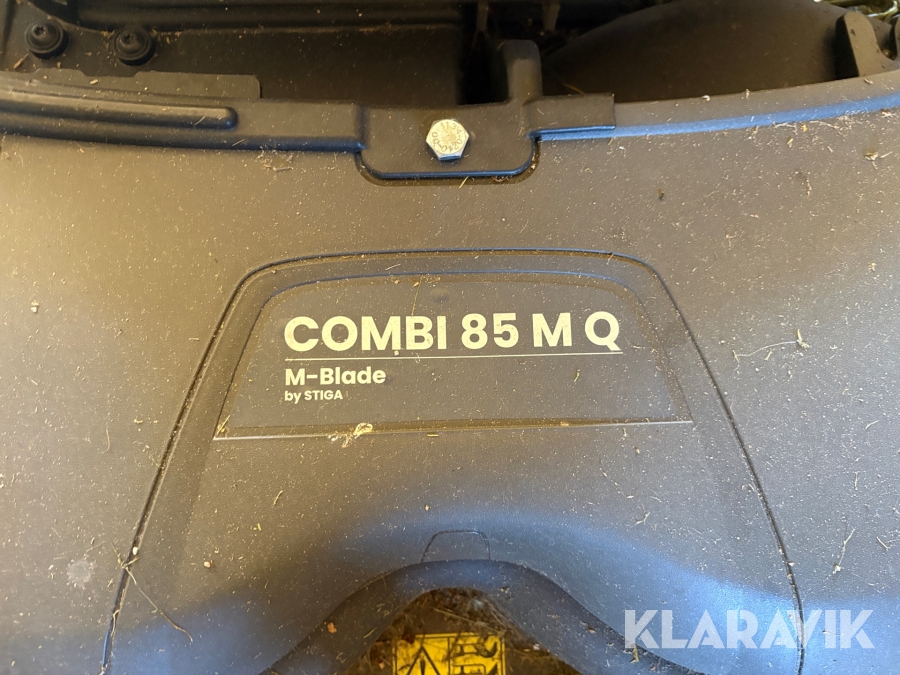 COMBI 85 M Q
M-Blade
by STIGA
KLARAVIK